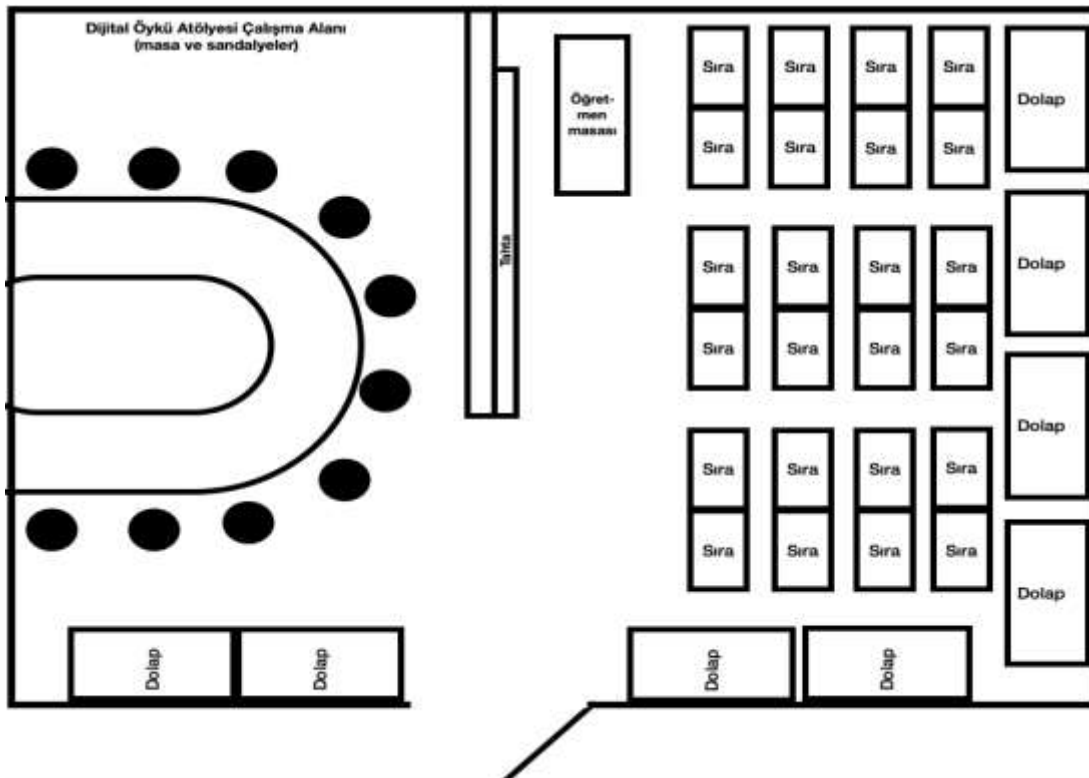 Dijital Öykü Atölyesi Çalışma Alanı
(masa ve sandalyeler)
Tahta
Öğret-
men
masası
Sıra Sıra Sıra Sıra
Sıra Sıra Sıra Sıra
Sıra Sıra Sıra Sıra
Sıra Sıra Sıra Sıra
Sıra Sıra Sıra Sıra
Sıra Sıra Sıra Sıra
Dolap
Dolap
Dolap
Dolap
Dolap
Dolap
Dolap
Dolap